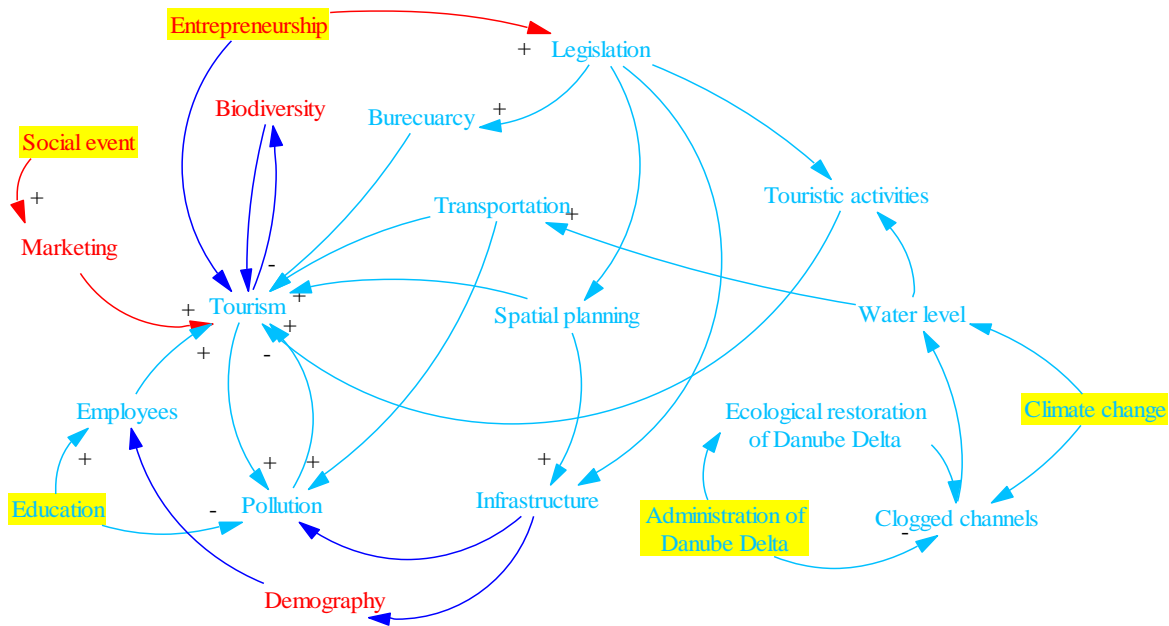 Entrepreneurship
+
Legislation
Biodiversity
Burecuarcy
+
Social event
+
Touristic activities
Transportation
+
Marketing
-
Tourism
+
+
+
+
-
Spatial planning
Water level
Employees
+
Ecological restoration
of Danube Delta
Climate change
+
+
+
Education
-
Pollution
Infrastructure
Administration of
Danube Delta
Clogged channels
-
Demography